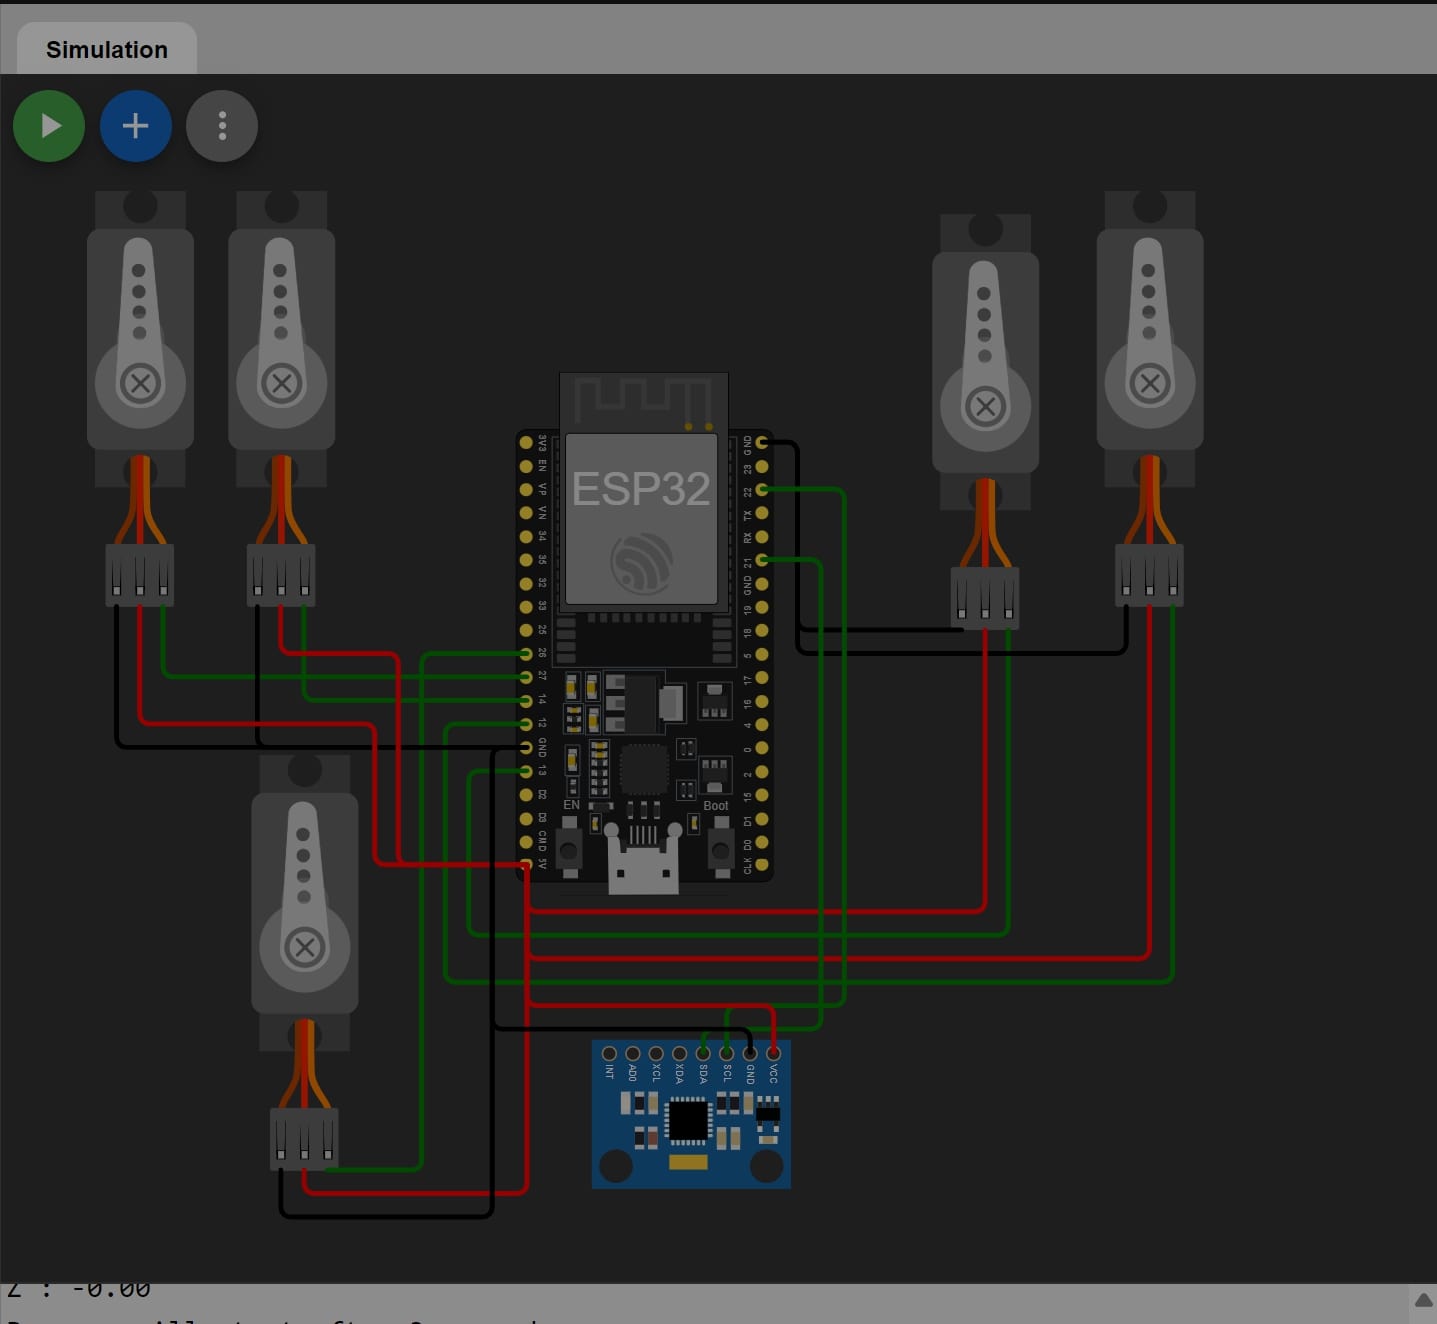 Simulation
ESP32
3V3
EN
VP
VN
34
35
32
33
25
26
27
14
12
GND
13
D2
D3
CMD
5V
GND
23
22
TX
RX
21
GND
19
18
5
17
16
4
0
2
15
D1
D0
CLK
EN
Boot
INT
AD0
XCL
XDA
SDA
SCL
GND
VCC
Z : -0.00